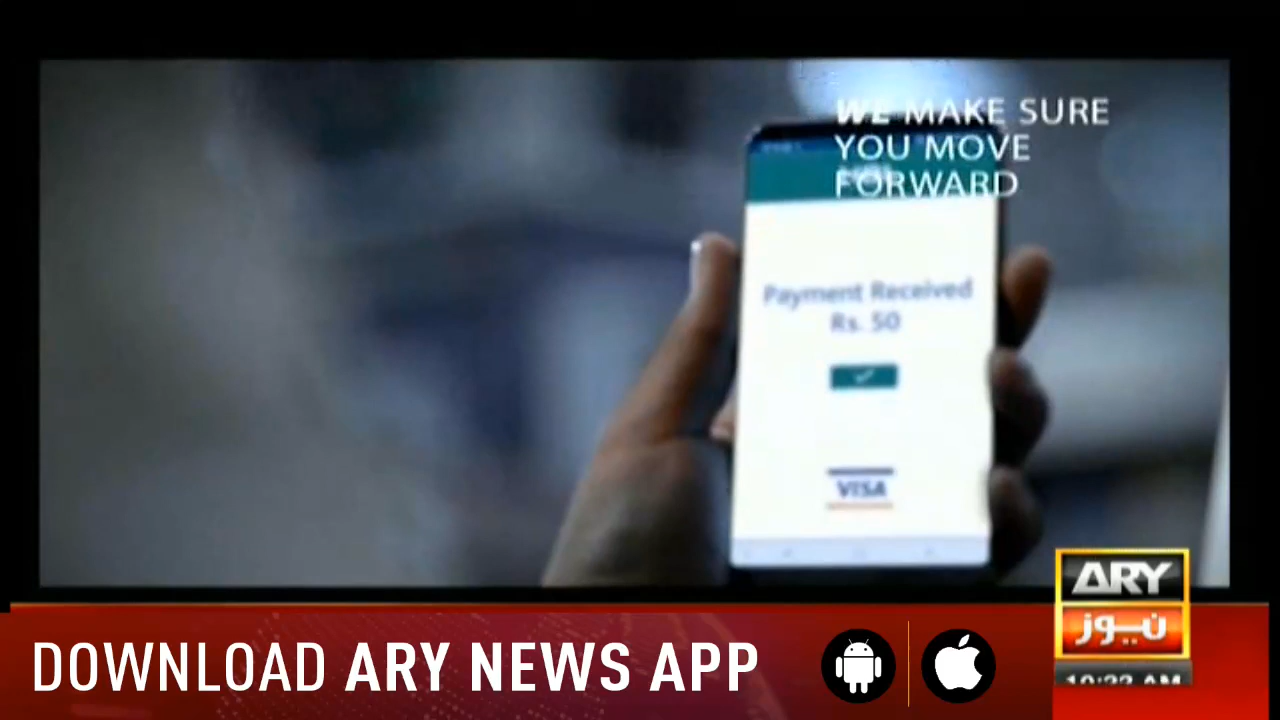 WE MAKE SURE
YOU MOVE
FORWARD
Payment Received
Rs. 50
VISA
ARY
نیوز
DOWNLOAD ARY NEWS APP